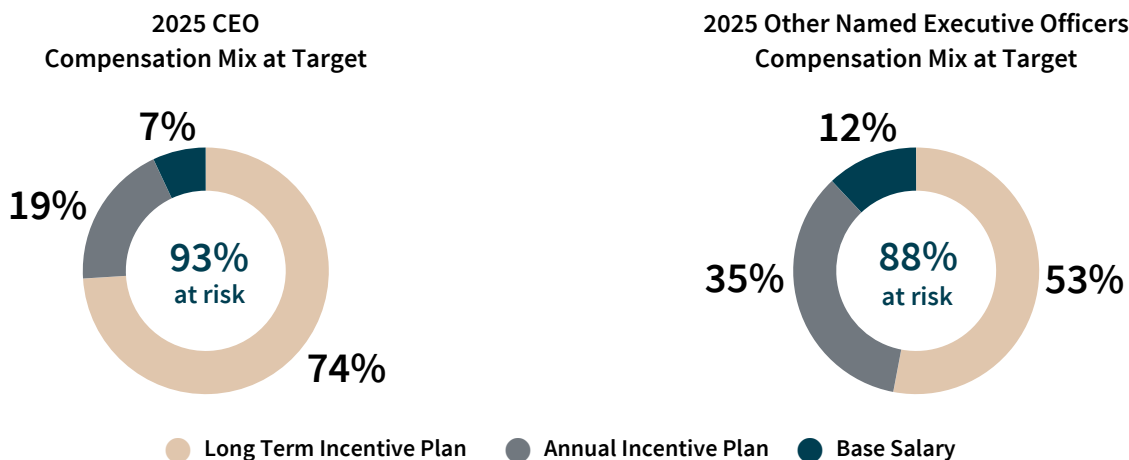 2025 CEO
Compensation Mix at Target
7%
19%
93%
at risk
74%
2025 Other Named Executive Officers
Compensation Mix at Target
12%
35%
88%
at risk
53%
Long Term Incentive Plan
Annual Incentive Plan
Base Salary